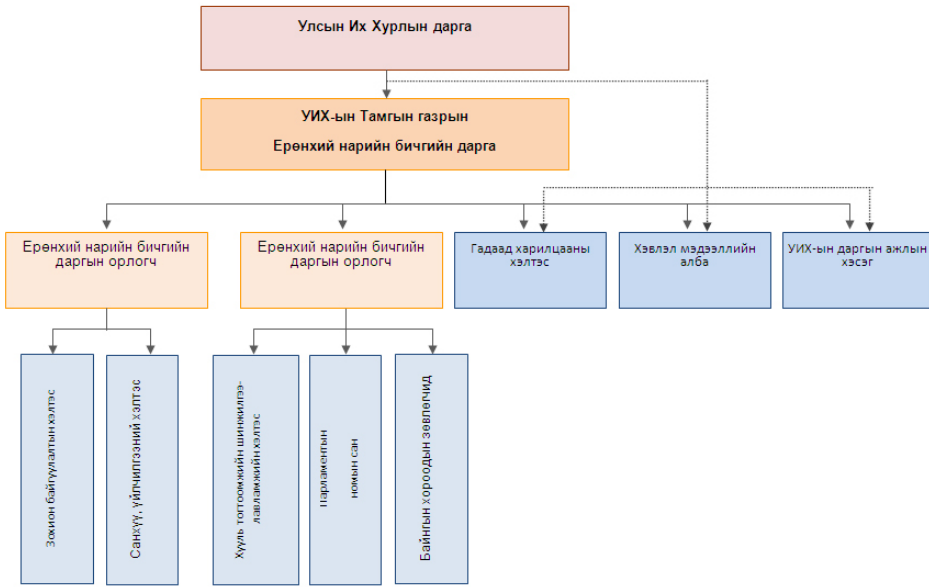 Улсын Их Хурлын дарга
УИХ-ын Тамгын газрын
Ерөнхий нарийн бичгийн дарга
Ерөнхий нарийн бичгийн
даргын орлогч
Ерөнхий нарийн бичгийн
даргын орлогч
Гадаад харилцааны
хэлтэс
Хэвлэл мэдээллийн
алба
УИХ-ын даргын ажлын
хэсэг
Зохион байгуулалтын хэлтэс
Санхүү, үйлчилгээний хэлтэс
Хууль тогтоомжийн шинжилгээ-
лавламжийн хэлтэс
Парламентын
номын сан
Байнгын хороодын зөвлөгчид